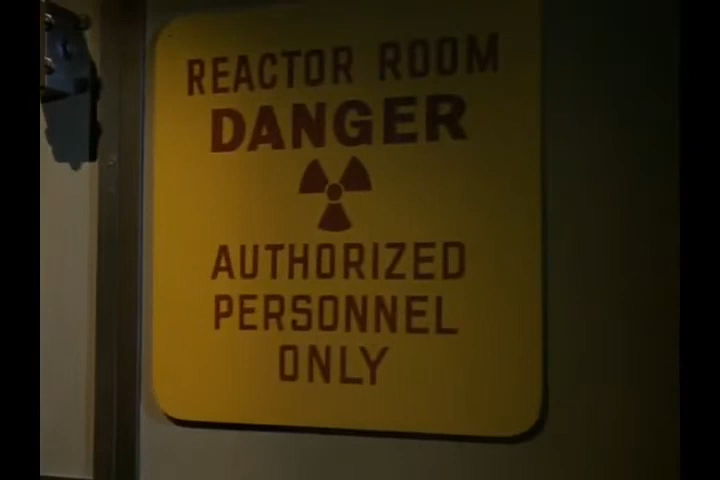 REACTOR ROOM
DANGER
AUTHORIZED
PERSONNEL
ONLY